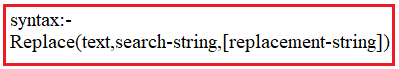 syntax:-
Replace(text,search-string,[replacement-string])